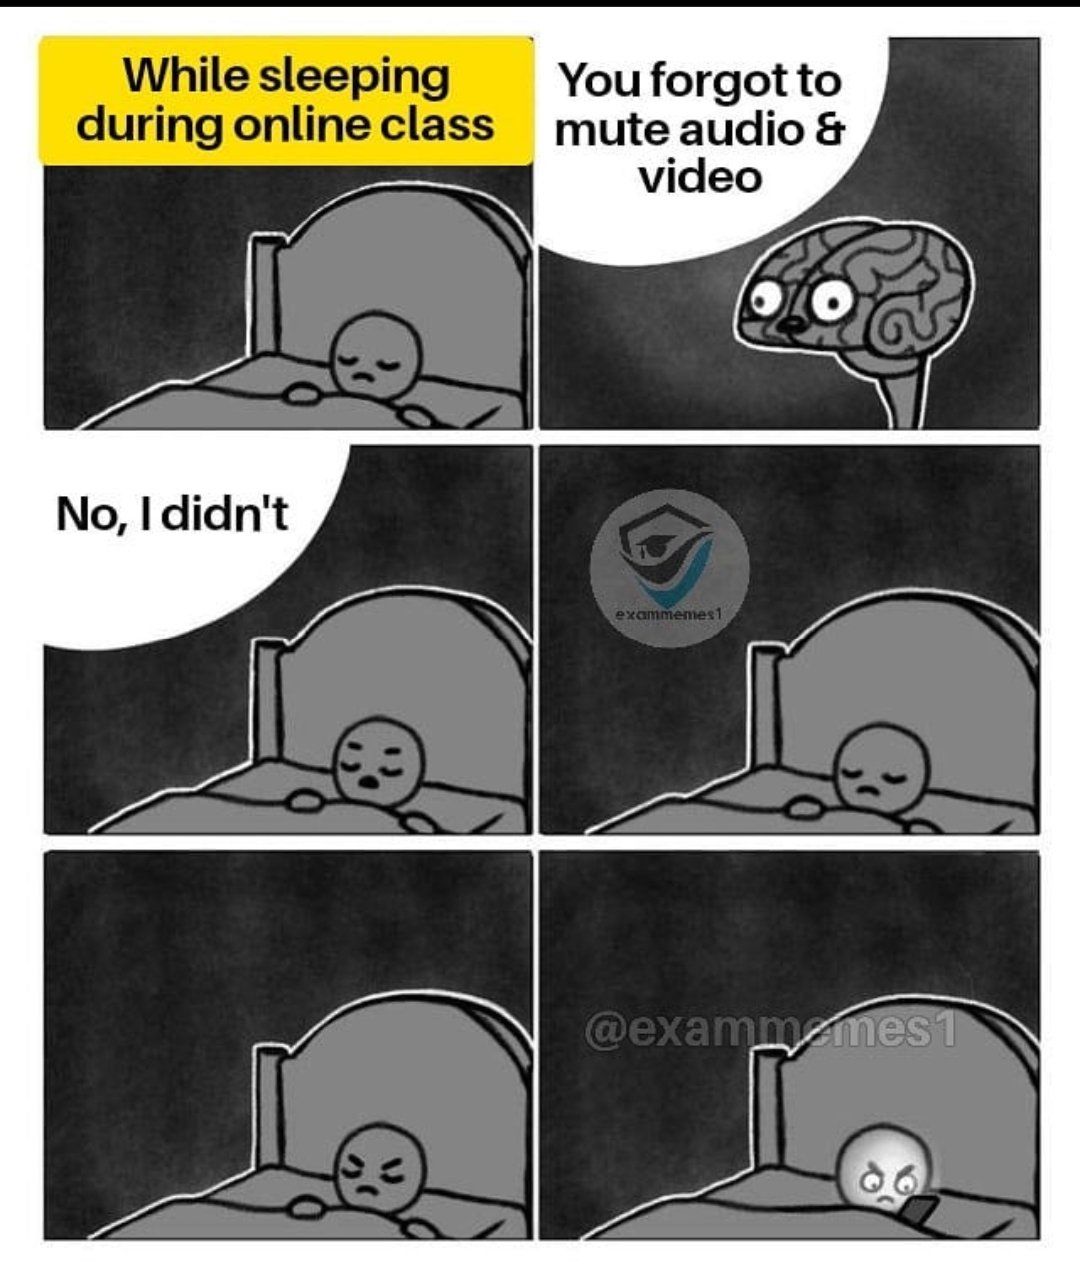 While sleeping
during online class
You forgot to
mute audio &
video
No, I didn't
exammemes1
@exammemes1